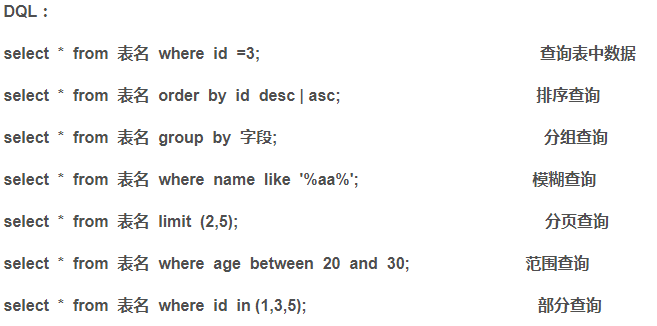 DQL：
select * from 表名 where id =3; 查询表中数据
select * from 表名 order by id desc | asc; 排序查询
select * from 表名 group by 字段; 分组查询
select * from 表名 where name like '%aa%'; 模糊查询
select * from 表名 limit (2,5); 分页查询
select * from 表名 where age between 20 and 30; 范围查询
select * from 表名 where id in (1,3,5); 部分查询